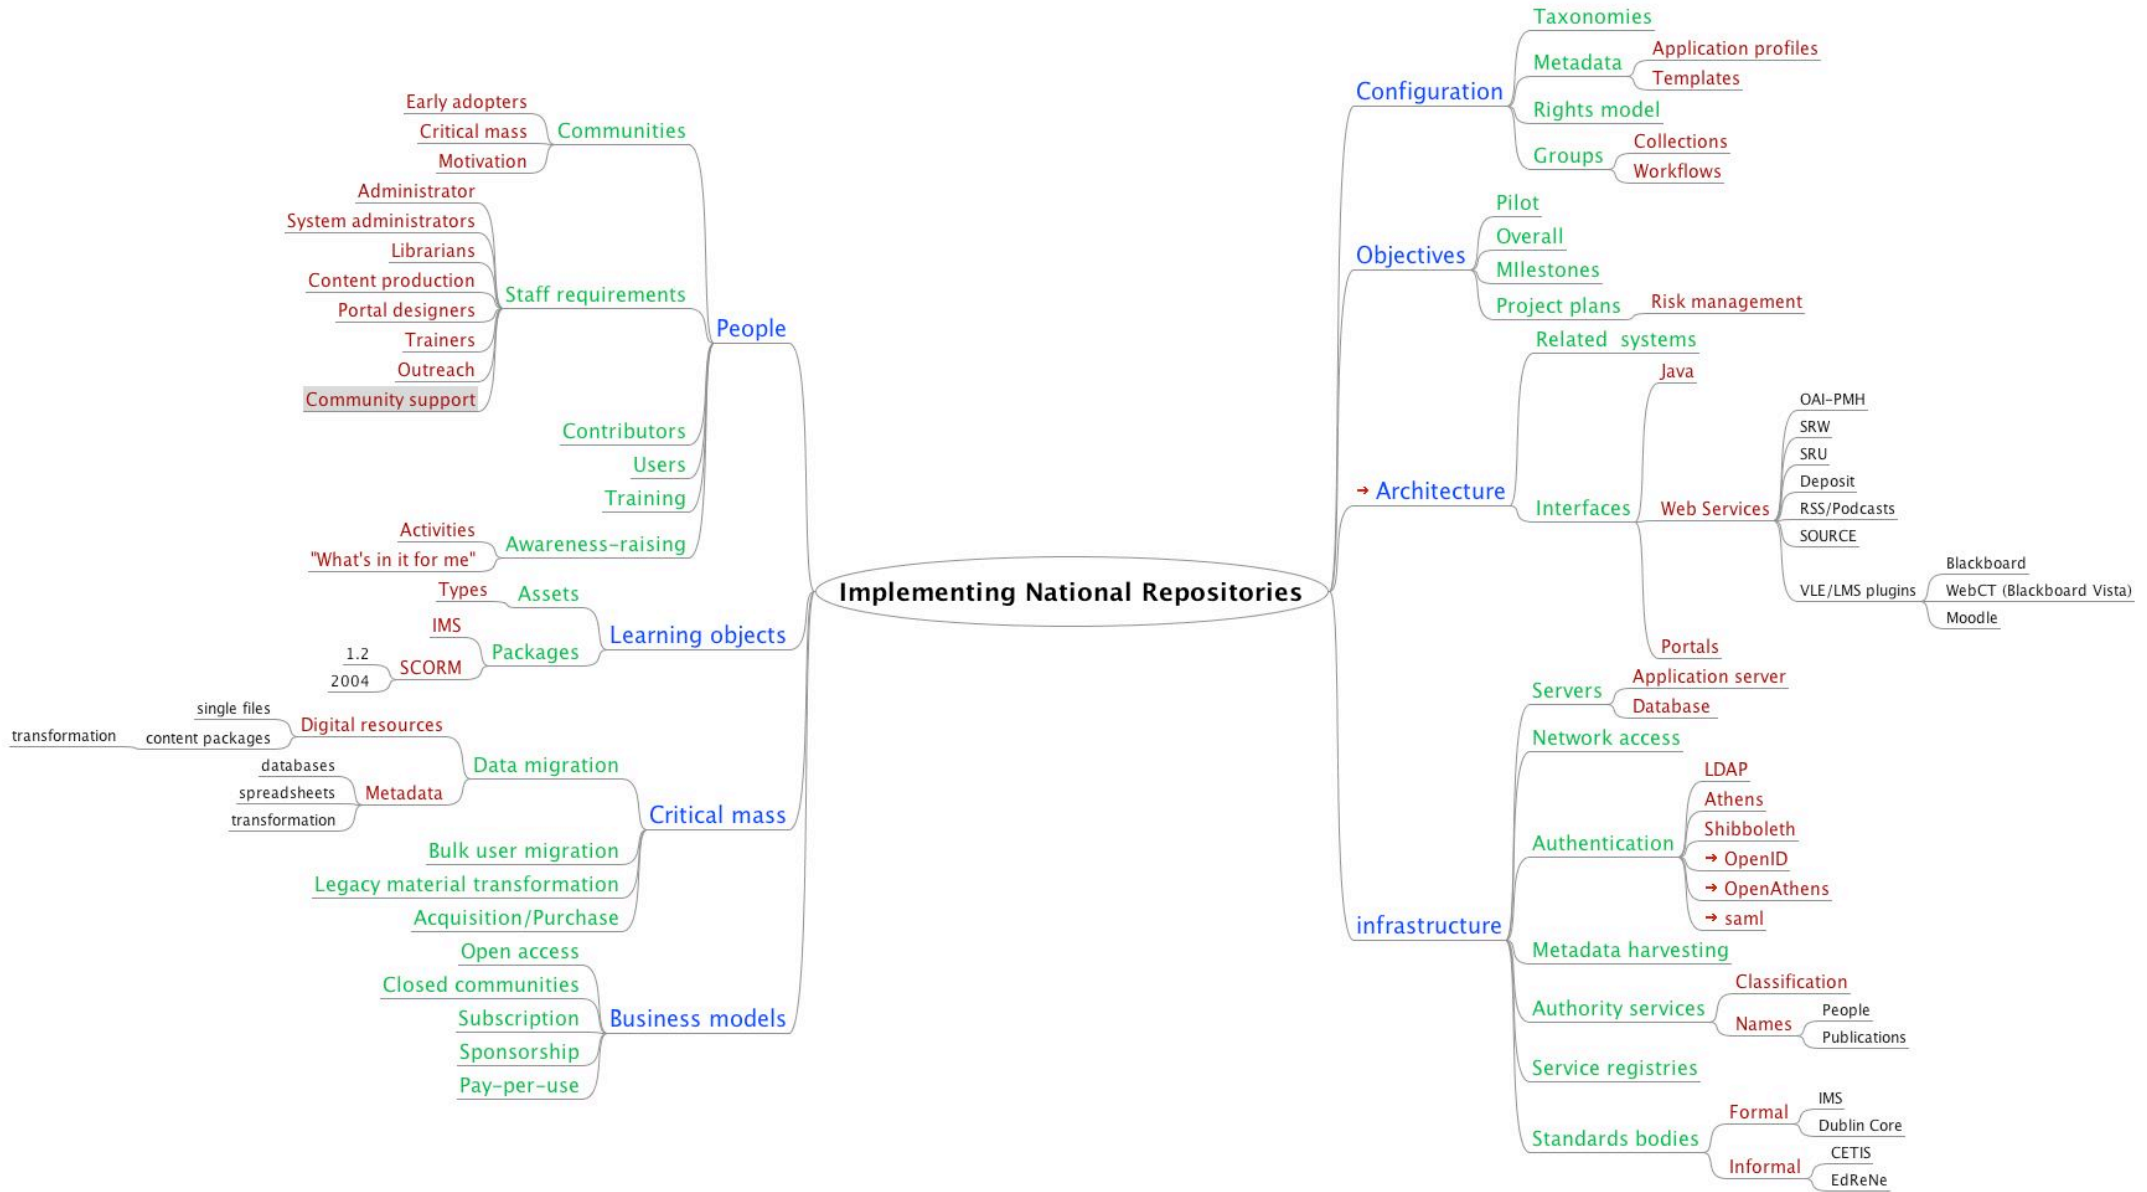 Implementing National Repositories
People
Communities
Early adopters
Critical mass
Motivation
Staff requirements
Administrator
System administrators
Librarians
Content production
Portal designers
Trainers
Outreach
Community support
Contributors
Users
Training
Awareness-raising
Activities
"What's in it for me"
Learning objects
Assets
Types
Packages
IMS
SCORM
1.2
2004
Critical mass
Data migration
Digital resources
single files
content packages
transformation
Metadata
databases
spreadsheets
transformation
Bulk user migration
Legacy material transformation
Acquisition/Purchase
Business models
Open access
Closed communities
Subscription
Sponsorship
Pay-per-use
Configuration
Taxonomies
Metadata
Application profiles
Templates
Rights model
Groups
Collections
Workflows
Objectives
Pilot
Overall
MIlestones
Project plans
Risk management
→ Architecture
Related  systems
Interfaces
Java
Web Services
OAI-PMH
SRW
SRU
Deposit
RSS/Podcasts
SOURCE
VLE/LMS plugins
Blackboard
WebCT (Blackboard Vista)
Moodle
Portals
infrastructure
Servers
Application server
Database
Network access
Authentication
LDAP
Athens
Shibboleth
→ OpenID
→ OpenAthens
→ saml
Metadata harvesting
Authority services
Classification
Names
People
Publications
Service registries
Standards bodies
Formal
IMS
Dublin Core
Informal
CETIS
EdReNe